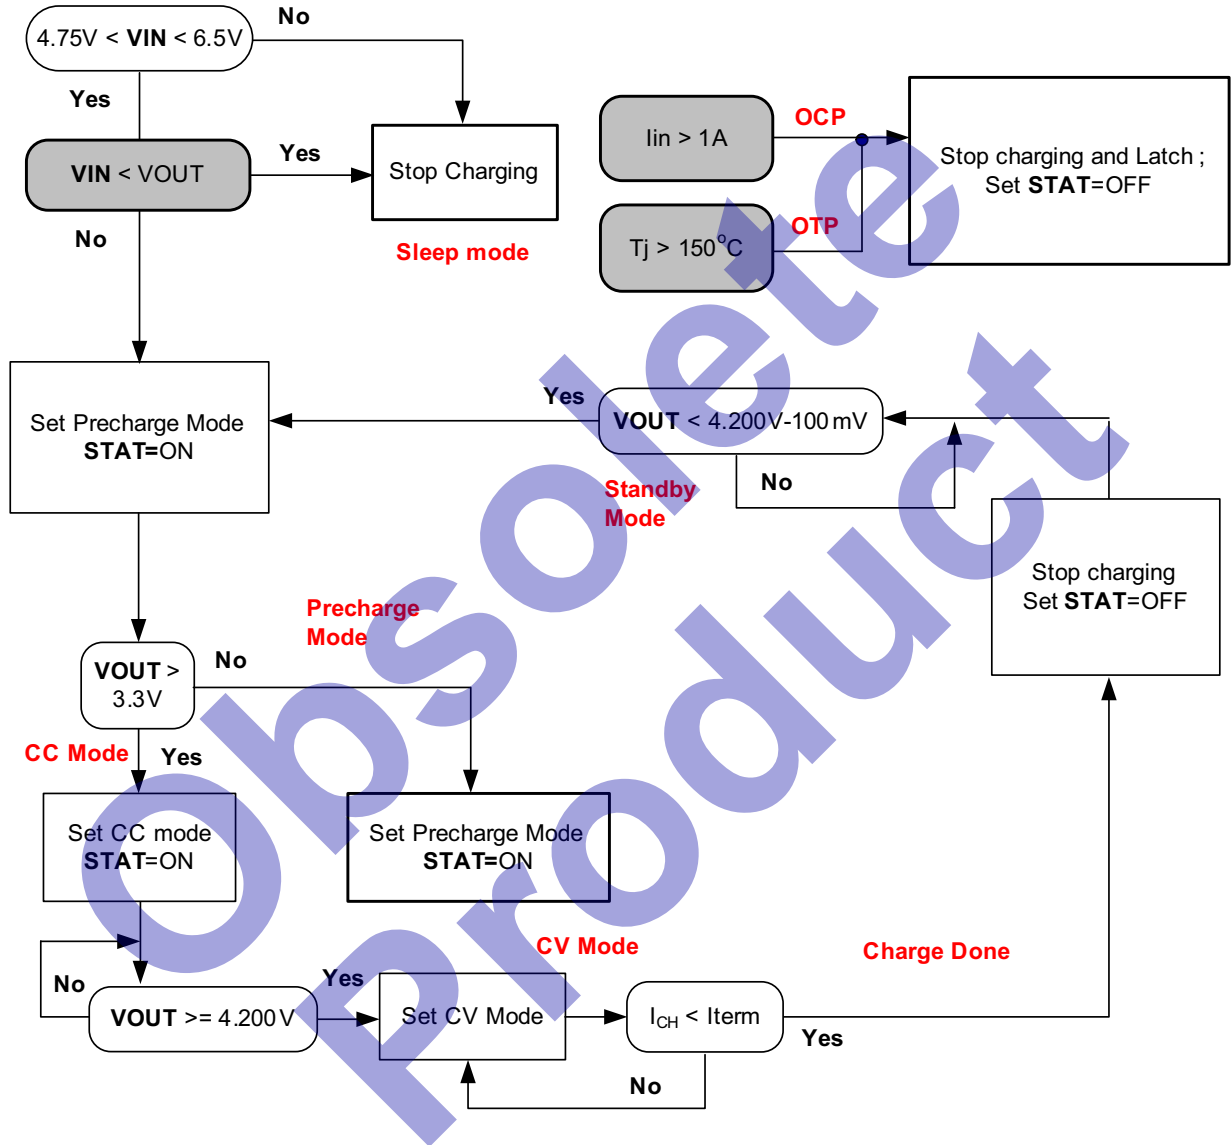 No
4.75V < VIN < 6.5V
Yes
VIN < VOUT
Yes
Stop Charging
No
Sleep mode
Iin > 1A
OCP
Stop charging and Latch ;
Set STAT=OFF
Tj > 150°C
OTP
Set Precharge Mode
STAT=ON
Yes
VOUT < 4.200V-100mV
No
Standby
Mode
Stop charging
Set STAT=OFF
Precharge
Mode
VOUT >
3.3V
No
CC Mode
Yes
Set CC mode
STAT=ON
Set Precharge Mode
STAT=ON
CV Mode
Charge Done
No
VOUT >= 4.200V
Yes
Set CV Mode
ICH < Iterm
Yes
No
Obsolete
Product